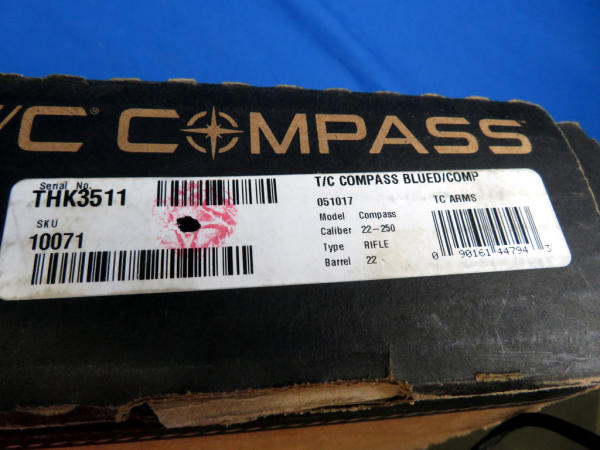 T/C® COMPASS
Serial No.
THK3511
SKU
10071
T/C COMPASS BLUED/COMP
051017 TC ARMS
Model Compass
Caliber 22-250
Type RIFLE
Barrel 22
0 90161 44794 3